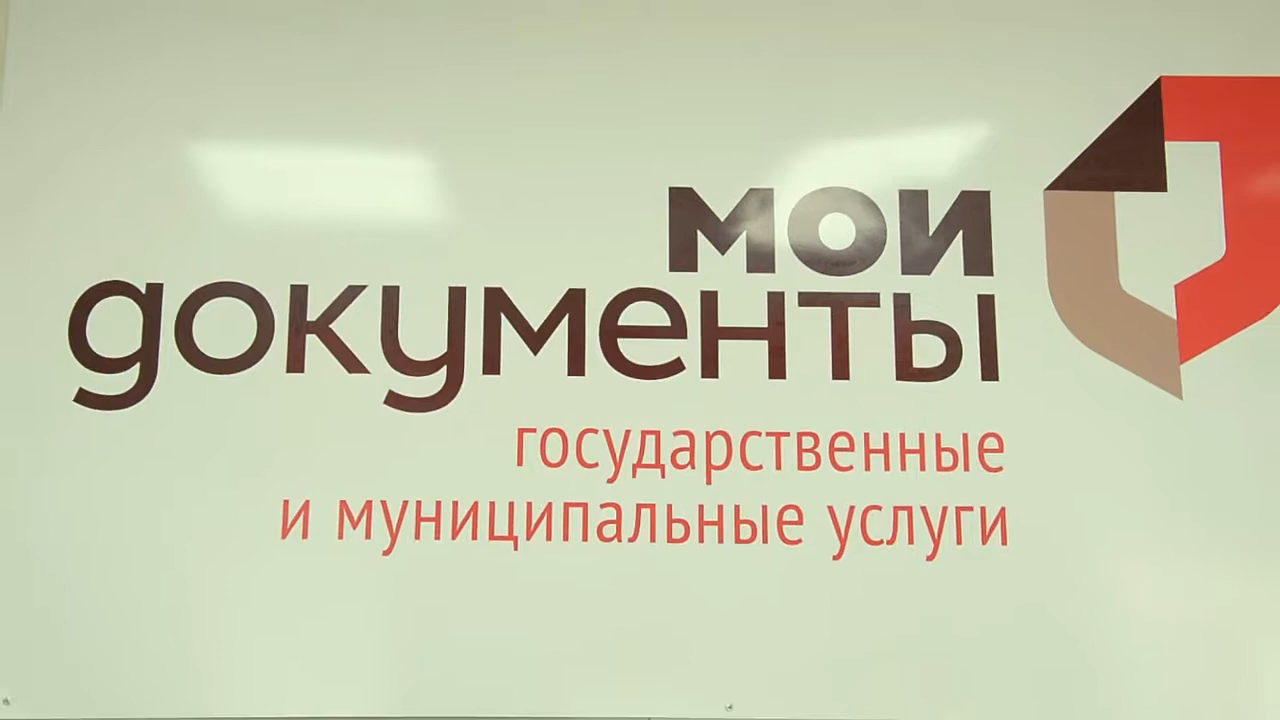 мои
документы
государственные
и муниципальные услуги